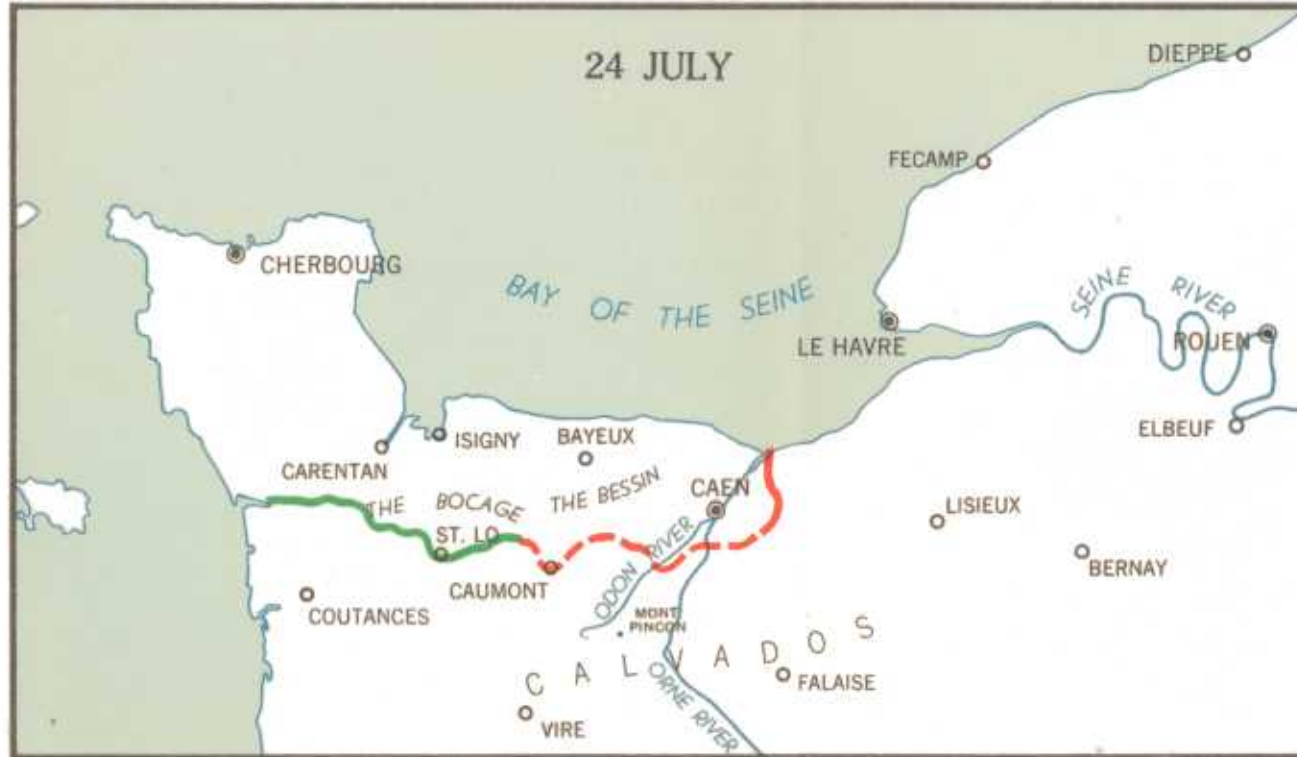 24 JULY
DIEPPE
FECAMP
CHERBOURG
BAY OF THE SEINE
SEINE RIVER
LE HAVRE
ROUEN
ELBEUF
ISIGNY
BAYEUX
CARENTAN
THE BOCAGE
THE BESSIN
CAEN
LISIEUX
ST. LO
ODON RIVER
BERNAY
CAUMONT
COUTANCES
MONT
PINCON
CALVADOS
FALAISE
ORNE RIVER
VIRE